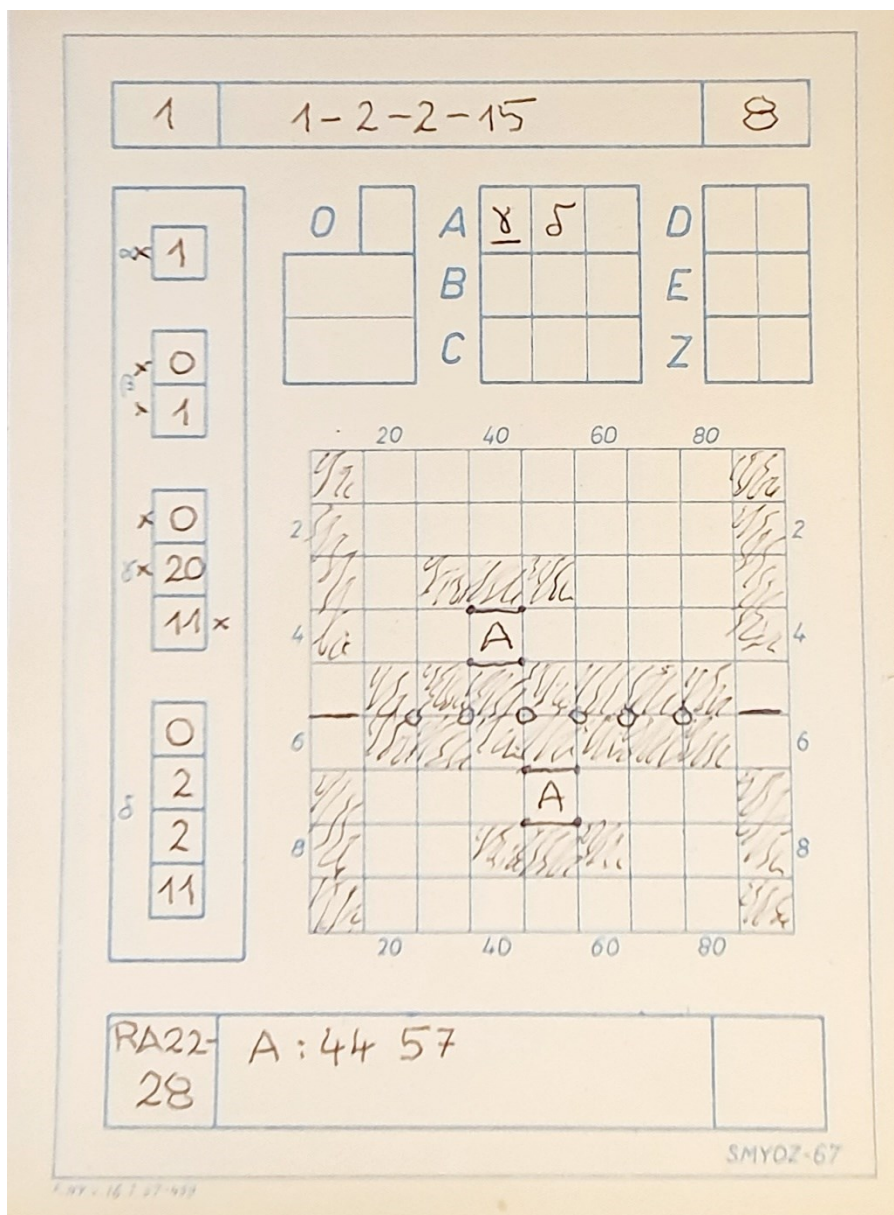 1 1-2-2-15 8
O A ɣ δ D
B E
C Z
α× 1
β× 0
× 1
× 0
γ× 20
11 ×
δ 0
2
2
11
20 40 60 80
2 2
4 A 4
6 6
A
8 8
20 40 60 80
RA22-28 A : 44 57
SMYOZ-67